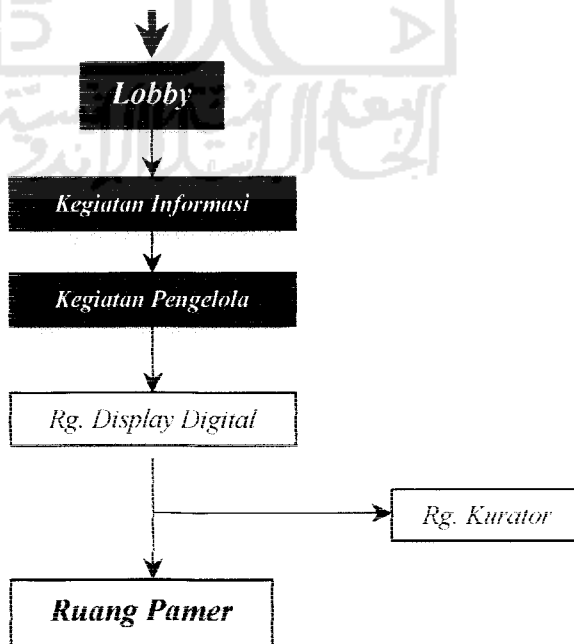 Lobby
Kegiatan Informasi
Kegiatan Pengelola
Rg. Display Digital
Rg. Kurator
Ruang Pamer